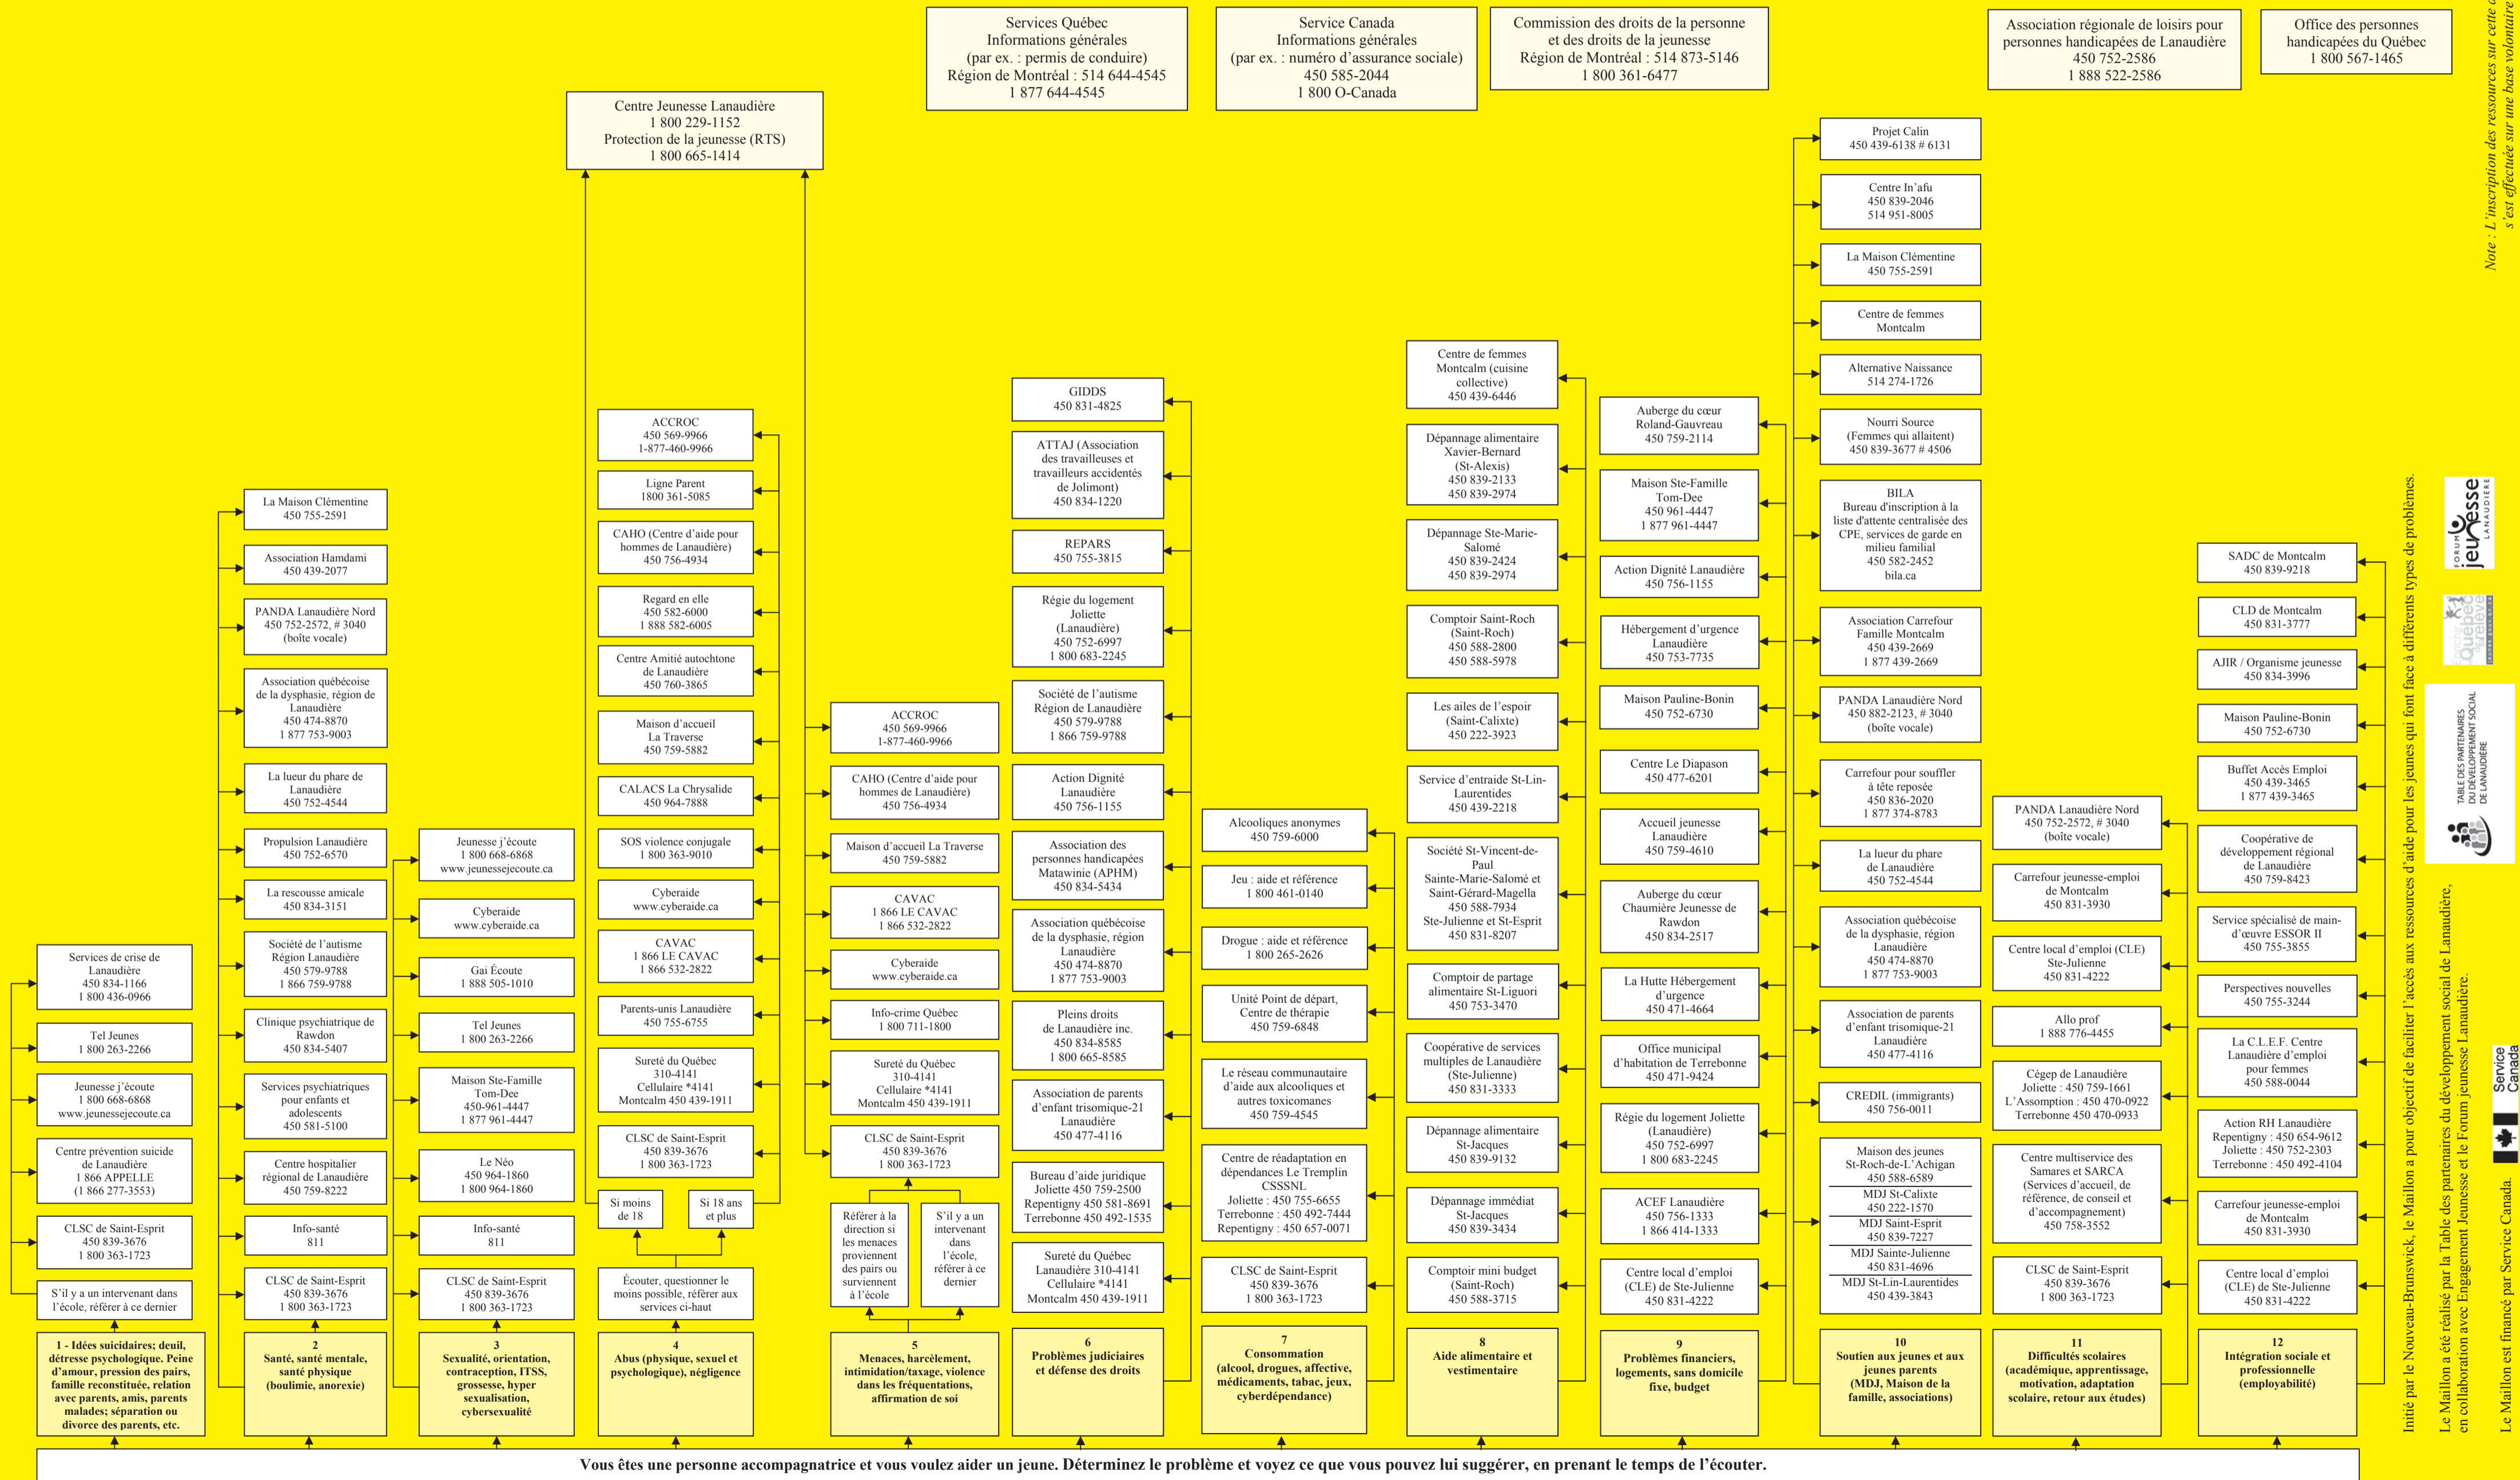 Services Québec
Informations générales
(par ex. : permis de conduire)
Région de Montréal : 514 644-4545
1 877 644-4545
Service Canada
Informations générales
(par ex. : numéro d’assurance sociale)
450 585-2044
1 800 O-Canada
Commission des droits de la personne
et des droits de la jeunesse
Région de Montréal : 514 873-5146
1 800 361-6477
Association régionale de loisirs pour
personnes handicapées de Lanaudière
450 752-2586
1 888 522-2586
Office des personnes
handicapées du Québec
1 800 567-1465
Centre Jeunesse Lanaudière
1 800 229-1152
Protection de la jeunesse (RTS)
1 800 665-1414
Services de crise de
Lanaudière
450 834-1166
1 800 436-0966
Tel Jeunes
1 800 263-2266
Jeunesse j’écoute
1 800 668-6868
www.jeunessejecoute.ca
Centre prévention suicide
de Lanaudière
1 866 APPELLE
(1 866 277-3553)
CLSC de Saint-Esprit
450 839-3676
1 800 363-1723
S’il y a un intervenant dans
l’école, référer à ce dernier
1 - Idées suicidaires; deuil,
détresse psychologique. Peine
d’amour, pression des pairs,
famille reconstituée, relation
avec parents, amis, parents
malades; séparation ou
divorce des parents, etc.
La Maison Clémentine
450 755-2591
Association Hamdami
450 439-2077
PANDA Lanaudière Nord
450 752-2572, # 3040
(boîte vocale)
Association québécoise
de la dysphasie, région de
Lanaudière
450 474-8870
1 877 753-9003
La lueur du phare de
Lanaudière
450 752-4544
Propulsion Lanaudière
450 752-6570
La rescousse amicale
450 834-3151
Société de l’autisme
Région Lanaudière
450 579-9788
1 866 759-9788
Clinique psychiatrique de
Rawdon
450 834-5407
Services psychiatriques
pour enfants et
adolescents
450 581-5100
Centre hospitalier
régional de Lanaudière
450 759-8222
Info-santé
811
CLSC de Saint-Esprit
450 839-3676
1 800 363-1723
2
Santé, santé mentale,
santé physique
(boulimie, anorexie)
Jeunesse j’écoute
1 800 668-6868
www.jeunessejecoute.ca
Cyberaide
www.cyberaide.ca
Gai Écoute
1 888 505-1010
Tel Jeunes
1 800 263-2266
Maison Ste-Famille
Tom-Dee
450-961-4447
1 877 961-4447
Le Néo
450 964-1860
1 800 964-1860
Info-santé
811
CLSC de Saint-Esprit
450 839-3676
1 800 363-1723
3
Sexualité, orientation,
contraception, ITSS,
grossesse, hyper
sexualisation,
cybersexualité
ACCROC
450 569-9966
1-877-460-9966
Ligne Parent
1800 361-5085
CAHO (Centre d’aide pour
hommes de Lanaudière)
450 756-4934
Regard en elle
450 582-6000
1 888 582-6005
Centre Amitié autochtone
de Lanaudière
450 760-3865
Maison d’accueil
La Traverse
450 759-5882
CALACS La Chrysalide
450 964-7888
SOS violence conjugale
1 800 363-9010
Cyberaide
www.cyberaide.ca
CAVAC
1 866 LE CAVAC
1 866 532-2822
Parents-unis Lanaudière
450 755-6755
Sureté du Québec
310-4141
Cellulaire *4141
Montcalm 450 439-1911
CLSC de Saint-Esprit
450 839-3676
1 800 363-1723
Si moins
de 18
Si 18 ans
et plus
Écouter, questionner le
moins possible, référer aux
services ci-haut
4
Abus (physique, sexuel et
psychologique), négligence
ACCROC
450 569-9966
1-877-460-9966
CAHO (Centre d’aide pour
hommes de Lanaudière)
450 756-4934
Maison d’accueil La Traverse
450 759-5882
CAVAC
1 866 LE CAVAC
1 866 532-2822
Cyberaide
www.cyberaide.ca
Info-crime Québec
1 800 711-1800
Sureté du Québec
310-4141
Cellulaire *4141
Montcalm 450 439-1911
CLSC de Saint-Esprit
450 839-3676
1 800 363-1723
Référer à la
direction si
les menaces
proviennent
des pairs ou
surviennent
à l’école
S’il y a un
intervenant
dans
l’école,
référer à ce
dernier
5
Menaces, harcèlement,
intimidation/taxage, violence
dans les fréquentations,
affirmation de soi
GIDDS
450 831-4825
ATTAJ (Association
des travailleuses et
travailleurs accidentés
de Jolimont)
450 834-1220
REPARS
450 755-3815
Régie du logement
Joliette
(Lanaudière)
450 752-6997
1 800 683-2245
Société de l’autisme
Région de Lanaudière
450 579-9788
1 866 759-9788
Action Dignité
Lanaudière
450 756-1155
Association des
personnes handicapées
Matawinie (APHM)
450 834-5434
Association québécoise
de la dysphasie, région
Lanaudière
450 474-8870
1 877 753-9003
Pleins droits
de Lanaudière inc.
450 834-8585
1 800 665-8585
Association de parents
d’enfant trisomique-21
Lanaudière
450 477-4116
Bureau d’aide juridique
Joliette 450 759-2500
Repentigny 450 581-8691
Terrebonne 450 492-1535
Sureté du Québec
Lanaudière 310-4141
Cellulaire *4141
Montcalm 450 439-1911
6
Problèmes judiciaires
et défense des droits
Alcooliques anonymes
450 759-6000
Jeu : aide et référence
1 800 461-0140
Drogue : aide et référence
1 800 265-2626
Unité Point de départ,
Centre de thérapie
450 759-6848
Le réseau communautaire
d’aide aux alcooliques et
autres toxicomanes
450 759-4545
Centre de réadaptation en
dépendances Le Tremplin
CSSSNL
Joliette : 450 755-6655
Terrebonne : 450 492-7444
Repentigny : 450 657-0071
CLSC de Saint-Esprit
450 839-3676
1 800 363-1723
7
Consommation
(alcool, drogues, affective,
médicaments, tabac, jeux,
cyberdépendance)
Centre de femmes
Montcalm (cuisine
collective)
450 439-6446
Dépannage alimentaire
Xavier-Bernard
(St-Alexis)
450 839-2133
450 839-2974
Dépannage Ste-Marie-
Salomé
450 839-2424
450 839-2974
Comptoir Saint-Roch
(Saint-Roch)
450 588-2800
450 588-5978
Les ailes de l’espoir
(Saint-Calixte)
450 222-3923
Service d’entraide St-Lin-
Laurentides
450 439-2218
Société St-Vincent-de-
Paul
Sainte-Marie-Salomé et
Saint-Gérard-Magella
450 588-7934
Ste-Julienne et St-Esprit
450 831-8207
Comptoir de partage
alimentaire St-Liguori
450 753-3470
Coopérative de services
multiples de Lanaudière
(Ste-Julienne)
450 831-3333
Dépannage alimentaire
St-Jacques
450 839-9132
Dépannage immédiat
St-Jacques
450 839-3434
Comptoir mini budget
(Saint-Roch)
450 588-3715
8
Aide alimentaire et
vestimentaire
Auberge du cœur
Roland-Gauvreau
450 759-2114
Maison Ste-Famille
Tom-Dee
450 961-4447
1 877 961-4447
Action Dignité Lanaudière
450 756-1155
Hébergement d’urgence
Lanaudière
450 753-7735
Maison Pauline-Bonin
450 752-6730
Centre Le Diapason
450 477-6201
Accueil jeunesse
Lanaudière
450 759-4610
Auberge du cœur
Chaumière Jeunesse de
Rawdon
450 834-2517
La Hutte Hébergement
d’urgence
450 471-4664
Office municipal
d’habitation de Terrebonne
450 471-9424
Régie du logement Joliette
(Lanaudière)
450 752-6997
1 800 683-2245
ACEF Lanaudière
450 756-1333
1 866 414-1333
Centre local d’emploi
(CLE) de Ste-Julienne
450 831-4222
9
Problèmes financiers,
logements, sans domicile
fixe, budget
Projet Calin
450 439-6138 # 6131
Centre In’afu
450 839-2046
514 951-8005
La Maison Clémentine
450 755-2591
Centre de femmes
Montcalm
Alternative Naissance
514 274-1726
Nourri Source
(Femmes qui allaitent)
450 839-3677 # 4506
BILA
Bureau d'inscription à la
liste d'attente centralisée des
CPE, services de garde en
milieu familial
450 582-2452
bila.ca
Association Carrefour
Famille Montcalm
450 439-2669
1 877 439-2669
PANDA Lanaudière Nord
450 882-2123, # 3040
(boîte vocale)
Carrefour pour souffler
à tête reposée
450 836-2020
1 877 374-8783
La lueur du phare
de Lanaudière
450 752-4544
Association québécoise
de la dysphasie, région
Lanaudière
450 474-8870
1 877 753-9003
Association de parents
d’enfant trisomique-21
Lanaudière
450 477-4116
CREDIL (immigrants)
450 756-0011
Maison des jeunes
St-Roch-de-L’Achigan
450 588-6589
MDJ St-Calixte
450 222-1570
MDJ Saint-Esprit
450 839-7227
MDJ Sainte-Julienne
450 831-4696
MDJ St-Lin-Laurentides
450 439-3843
10
Soutien aux jeunes et aux
jeunes parents
(MDJ, Maison de la
famille, associations)
PANDA Lanaudière Nord
450 752-2572, # 3040
(boîte vocale)
Carrefour jeunesse-emploi
de Montcalm
450 831-3930
Centre local d’emploi (CLE)
Ste-Julienne
450 831-4222
Allo prof
1 888 776-4455
Cégep de Lanaudière
Joliette : 450 759-1661
L’Assomption : 450 470-0922
Terrebonne 450 470-0933
Centre multiservice des
Samares et SARCA
(Services d’accueil, de
référence, de conseil et
d’accompagnement)
450 758-3552
CLSC de Saint-Esprit
450 839-3676
1 800 363-1723
11
Difficultés scolaires
(académique, apprentissage,
motivation, adaptation
scolaire, retour aux études)
SADC de Montcalm
450 839-9218
CLD de Montcalm
450 831-3777
AJIR / Organisme jeunesse
450 834-3996
Maison Pauline-Bonin
450 752-6730
Buffet Accès Emploi
450 439-3465
1 877 439-3465
Coopérative de
développement régional
de Lanaudière
450 759-8423
Service spécialisé de main-
d’œuvre ESSOR II
450 755-3855
Perspectives nouvelles
450 755-3244
La C.L.E.F. Centre
Lanaudière d’emploi
pour femmes
450 588-0044
Action RH Lanaudière
Repentigny : 450 654-9612
Joliette : 450 752-2303
Terrebonne : 450 492-4104
Carrefour jeunesse-emploi
de Montcalm
450 831-3930
Centre local d’emploi
(CLE) de Ste-Julienne
450 831-4222
12
Intégration sociale et
professionnelle
(employabilité)
Vous êtes une personne accompagnatrice et vous voulez aider un jeune. Déterminez le problème et voyez ce que vous pouvez lui suggérer, en prenant le temps de l’écouter.
Initié par le Nouveau-Brunswick, le Maillon a pour objectif de faciliter l’accès aux ressources d’aide pour les jeunes qui font face à différents types de problèmes.
Le Maillon a été réalisé par la Table des partenaires du développement social de Lanaudière,
en collaboration avec Engagement Jeunesse et le Forum jeunesse Lanaudière.
Le Maillon est financé par Service Canada.
Service
Canada
TABLE DES PARTENAIRES
DU DÉVELOPPEMENT SOCIAL
DE LANAUDIÈRE
Québec
relève
FORUM
jeunesse
LANAUDIÈRE
Note : L’inscription des ressources sur cette
s’est effectuée sur une base volontaire